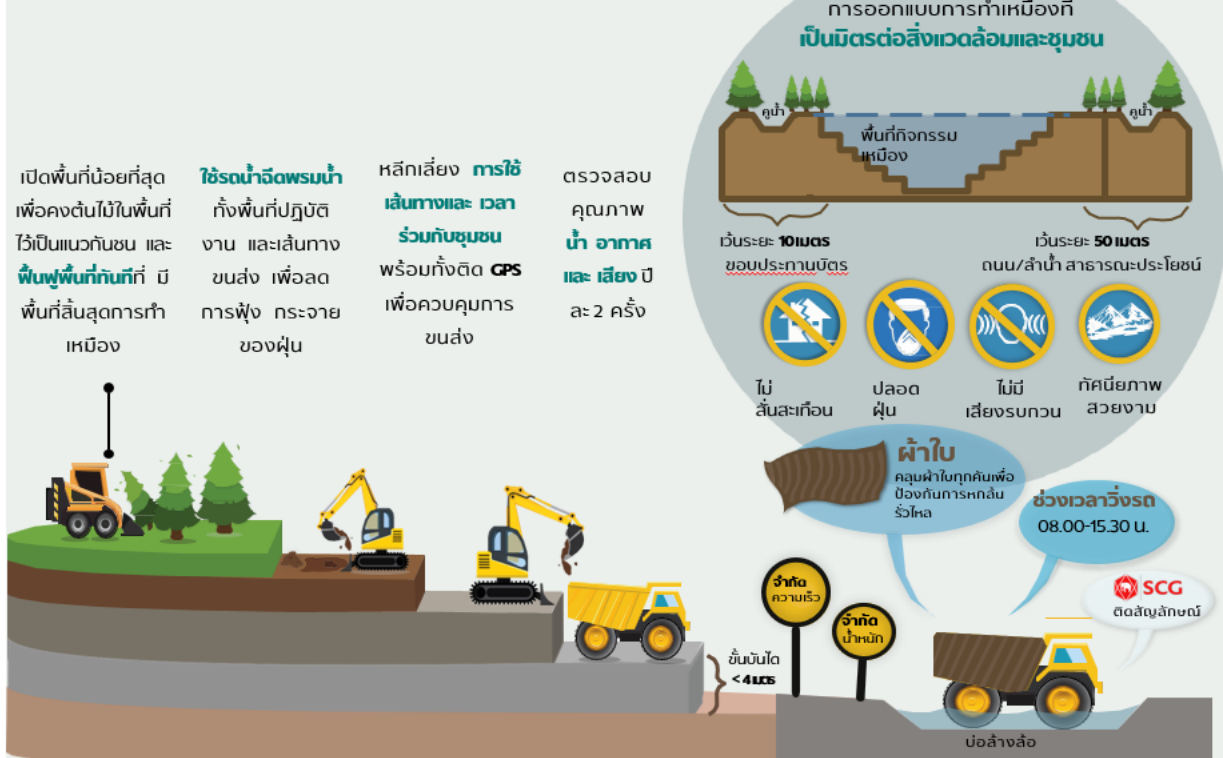 การออกแบบการทำเหมืองที่
เป็นมิตรต่อสิ่งแวดล้อมและชุมชน
คูน้ำ
คูน้ำ
พื้นที่กิจกรรม
เหมือง
เว้นระยะ 10เมตร
ขอบประทานบัตร
เว้นระยะ 50 เมตร
ถนน/ลำน้ำ สาธารณะประโยชน์
ไม่
สั่นสะเทือน
ปลอด
ฝุ่น
ไม่มี
เสียงรบกวน
ทัศนียภาพ
สวยงาม
เปิดพื้นที่น้อยที่สุด
เพื่อคงต้นไม้ในพื้นที่
ไว้เป็นแนวกันชน และ
ฟื้นฟูพื้นที่ทันทีที่ มี
พื้นที่สิ้นสุดการทำ
เหมือง
ใช้รถน้ำฉีดพรมน้ำ
ทั้งพื้นที่ปฏิบัติ
งาน และเส้นทาง
ขนส่ง เพื่อลด
การฟุ้ง กระจาย
ของฝุ่น
หลีกเลี่ยง การใช้
เส้นทางและ เวลา
ร่วมกับชุมชน
พร้อมทั้งติด GPS
เพื่อควบคุมการ
ขนส่ง
ตรวจสอบ
คุณภาพ
น้ำ อากาศ
และ เสียง ปี
ละ 2 ครั้ง
ผ้าใบ
คลุมผ้าใบทุกคันเพื่อ
ป้องกันการหกล้น
รั่วไหล
ช่วงเวลาวิ่งรถ
08.00-15.30 น.
SCG
ติดสัญลักษณ์
จำกัด
ความเร็ว
จำกัด
น้ำหนัก
ขั้นบันได
< 4 เมตร
บ่อล้างล้อ